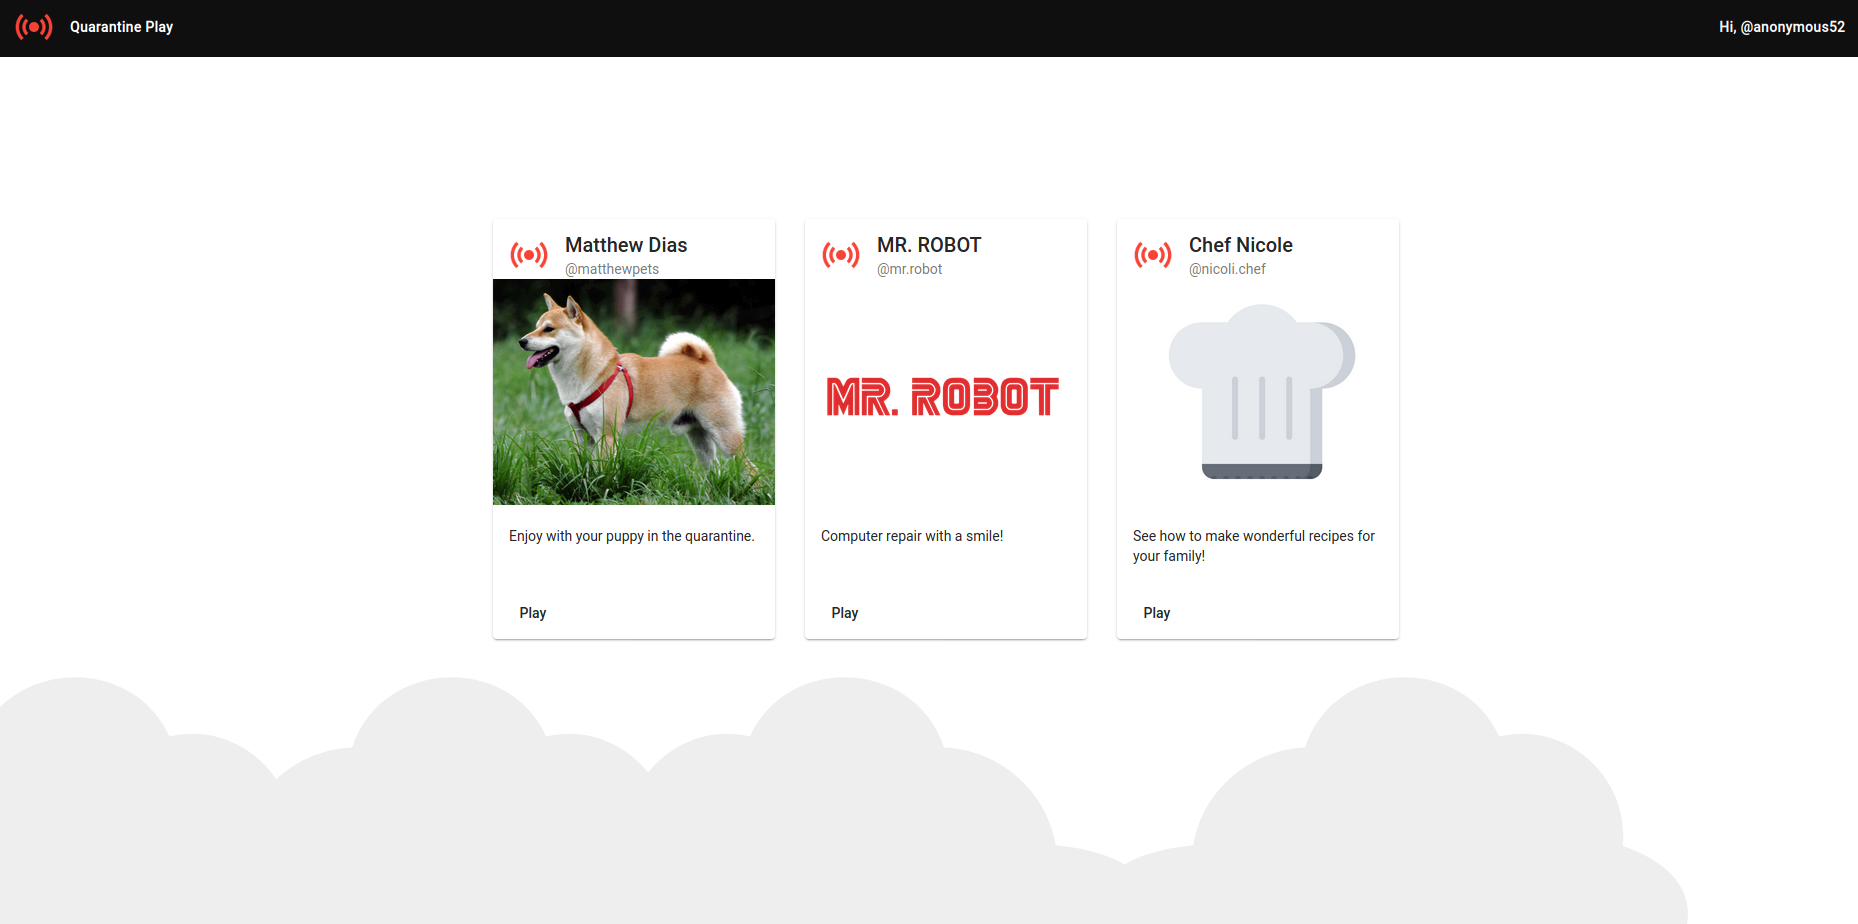 Quarantine Play
Hi, @anonymous52
Matthew Dias
@matthewpets
Enjoy with your puppy in the quarantine.
Play
MR. ROBOT
@mr.robot
MR. ROBOT
Computer repair with a smile!
Play
Chef Nicole
@nicoli.chef
See how to make wonderful recipes for
your family!
Play